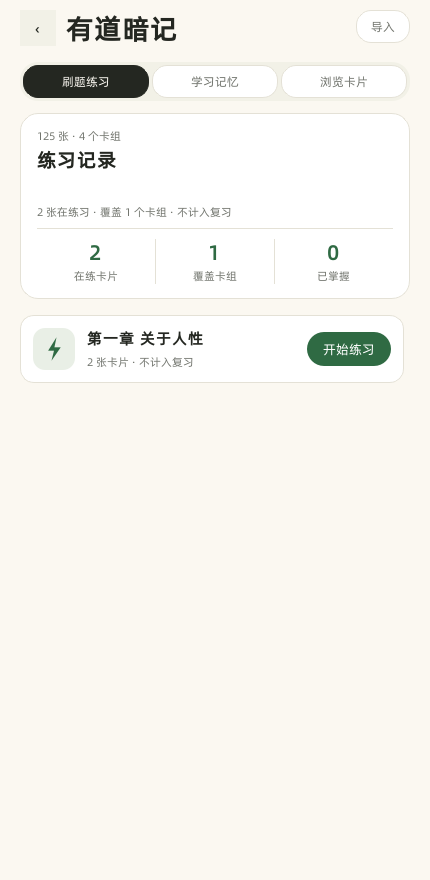 ‹
有道暗记
导入
刷题练习
学习记忆
浏览卡片
125 张 · 4 个卡组
练习记录
2 张在练习 · 覆盖 1 个卡组 · 不计入复习
2
1
0
在练卡片
覆盖卡组
已掌握
第一章 关于人性
2 张卡片 · 不计入复习
开始练习